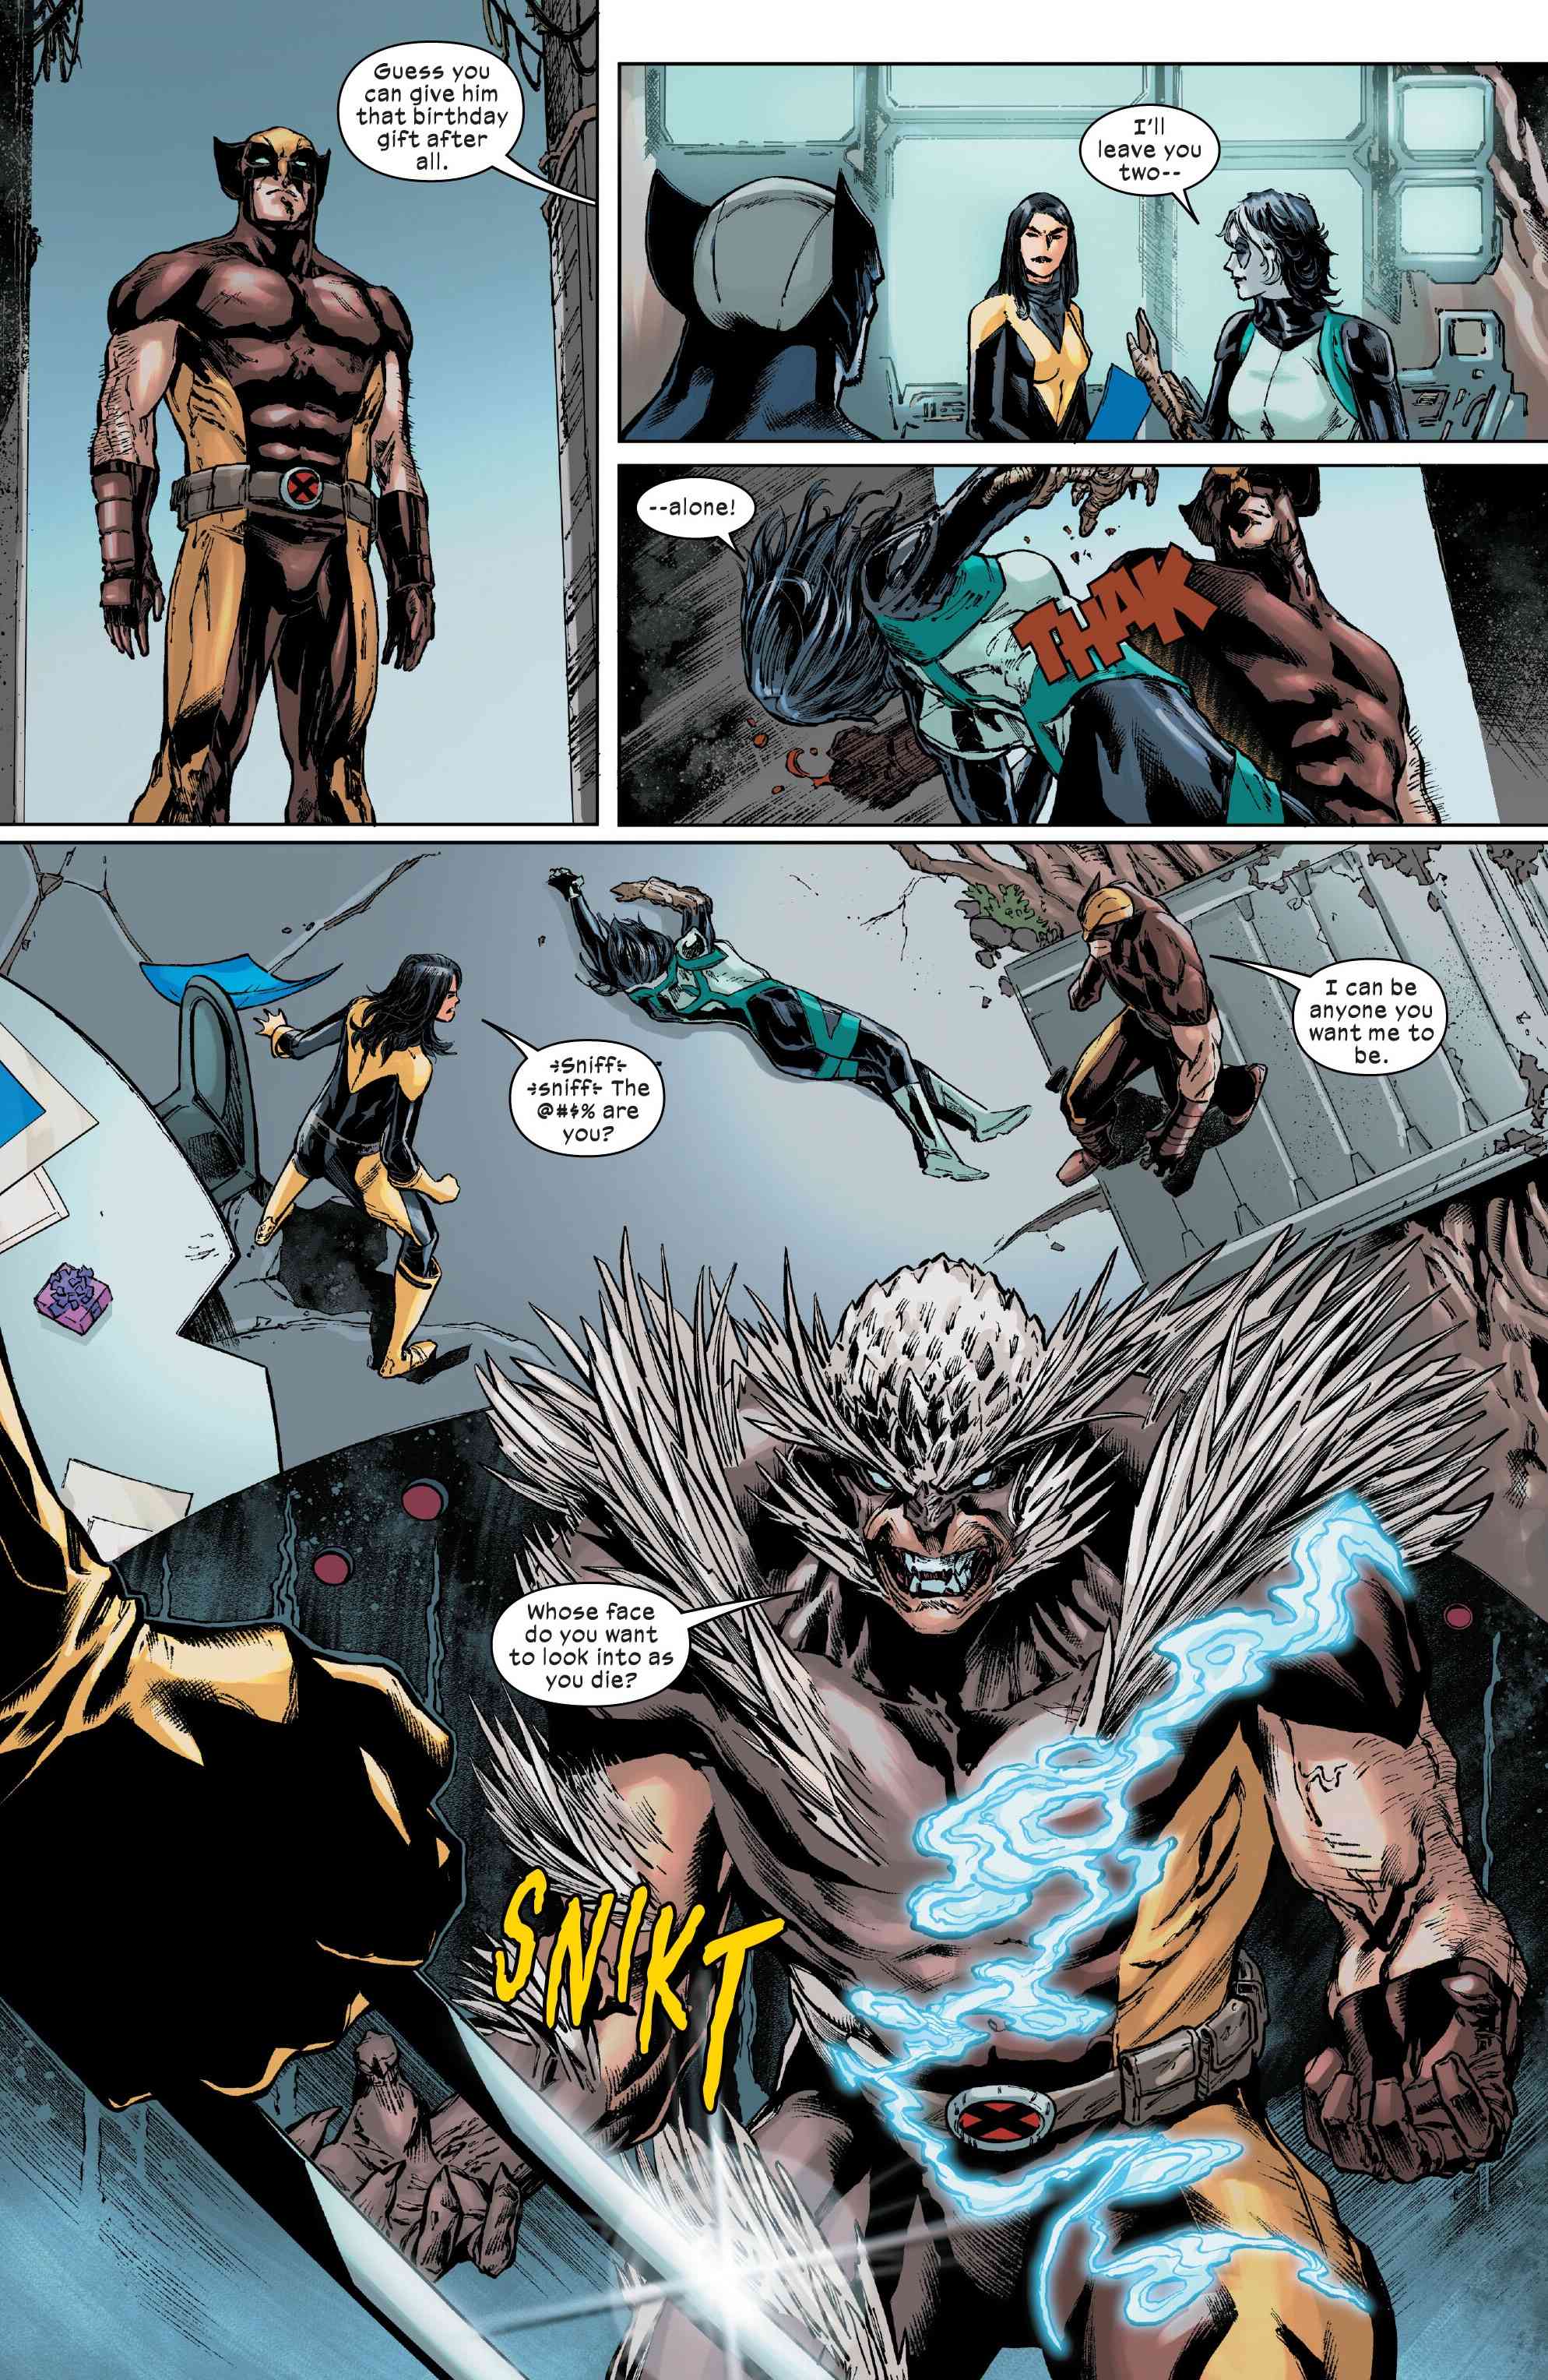 Guess you
can give him
that birthday
gift after
all.
I'll
leave you
two--
--alone!
THAK
÷Sniff÷
÷sniff÷ The
@#$% are
you?
I can be
anyone you
want me to
be.
Whose face
do you want
to look into as
you die?
SNIKT